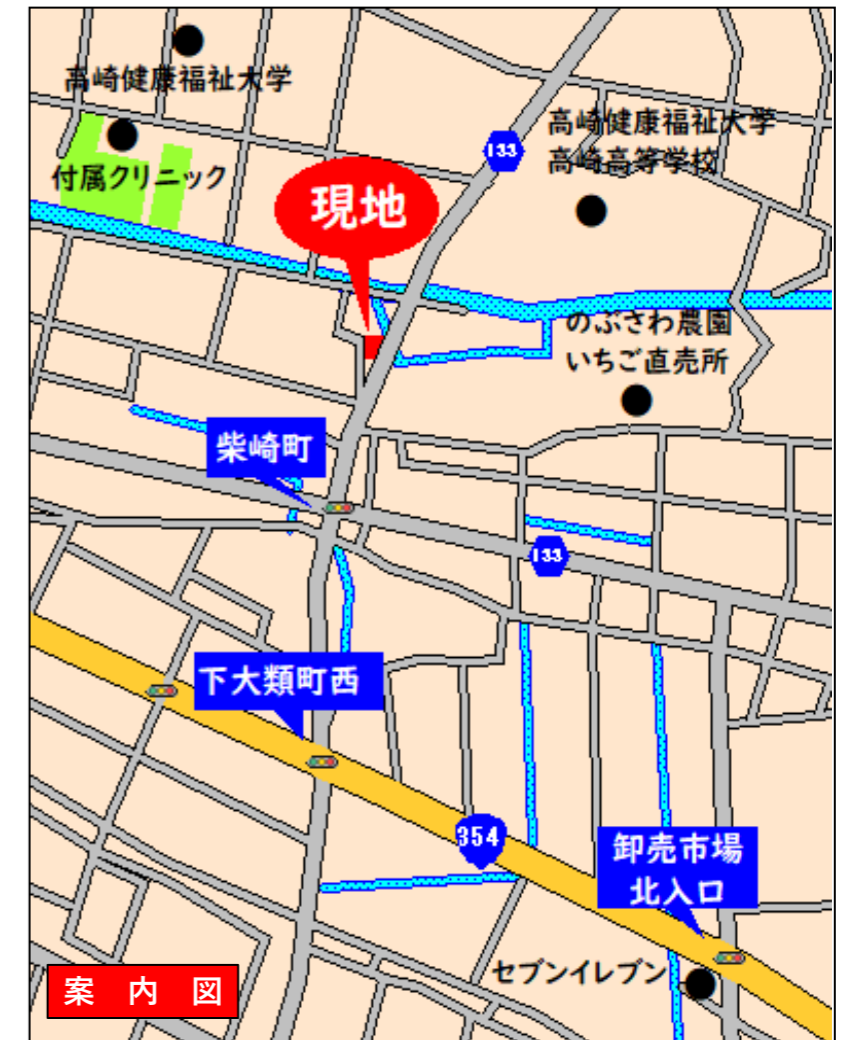 高崎健康福祉大学
付属クリニック
133
高崎健康福祉大学
高崎高等学校
現地
のぶさわ農園
いちご直売所
柴崎町
133
下大類町西
354
卸売市場
北入口
セブンイレブン
案 内 図